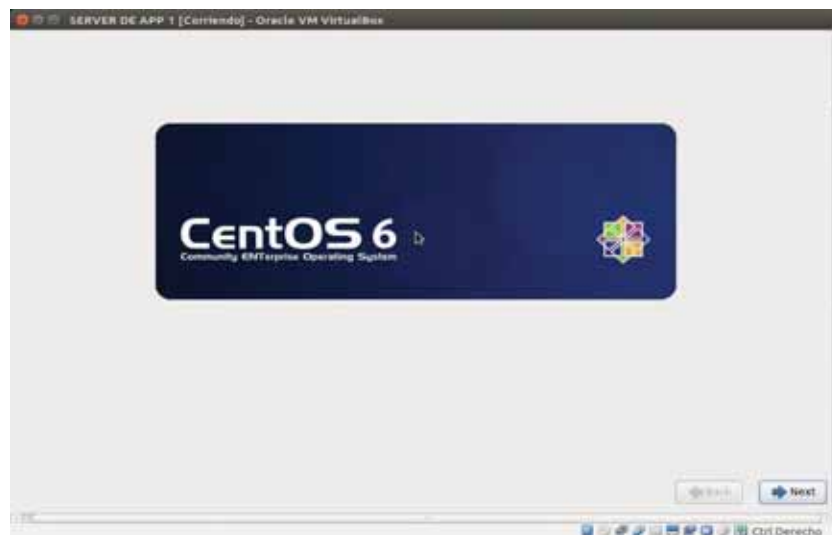 SERVER DE APP 1 [Corriendo] - Oracle VM VirtualBox
CentOS 6
Community ENTerprise Operating System
Back
Next
Ctrl Derecho